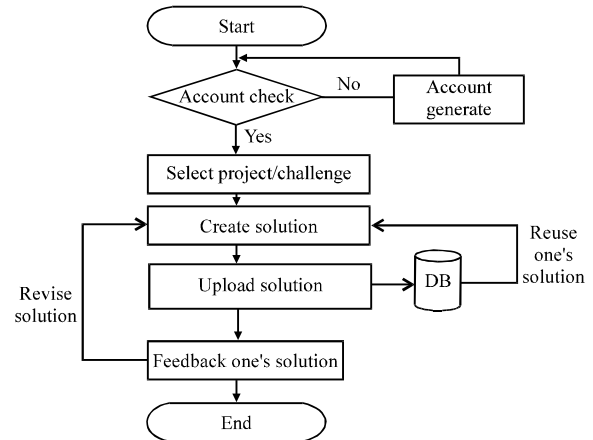 Start
Account check
No
Account
generate
Yes
Select project/challenge
Create solution
Reuse
one's
solution
Upload solution
DB
Revise
solution
Feedback one's solution
End